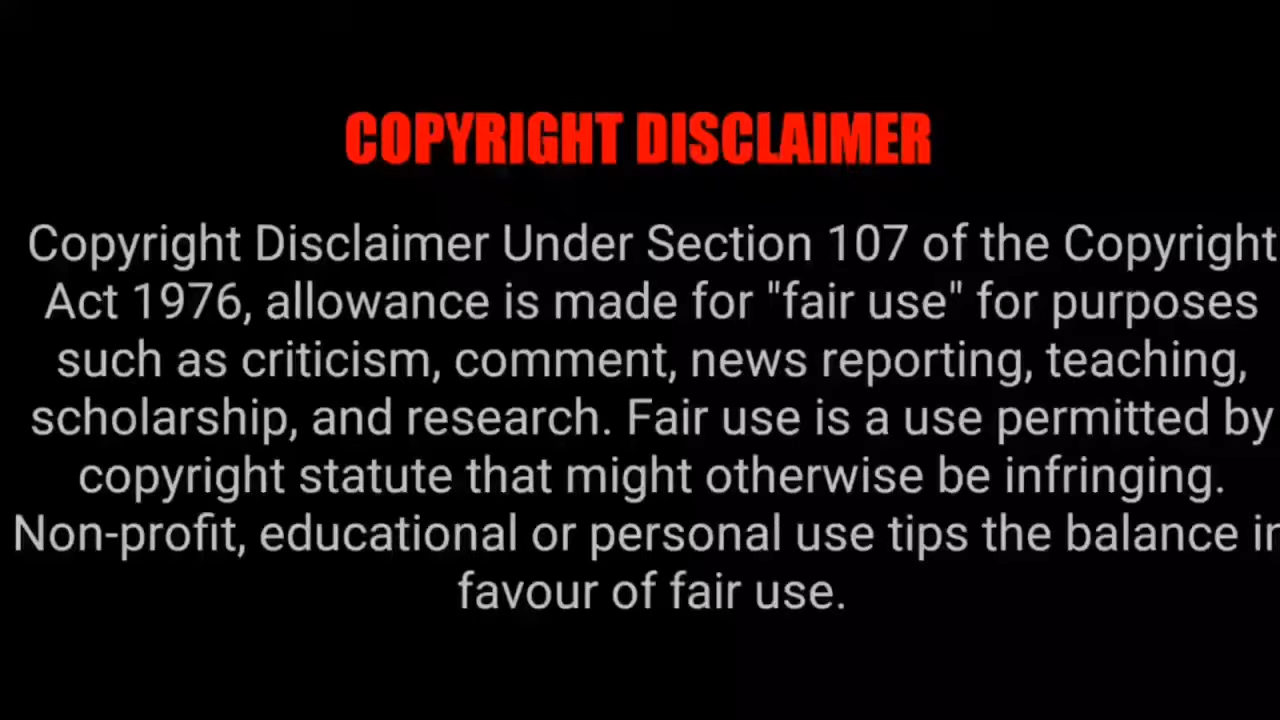 COPYRIGHT DISCLAIMER
Copyright Disclaimer Under Section 107 of the Copyright
Act 1976, allowance is made for "fair use" for purposes
such as criticism, comment, news reporting, teaching,
scholarship, and research. Fair use is a use permitted by
copyright statute that might otherwise be infringing.
Non-profit, educational or personal use tips the balance in
favour of fair use.